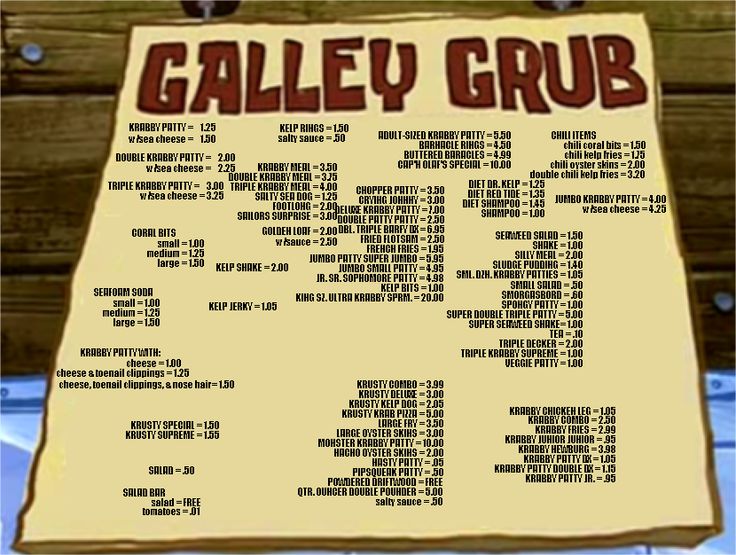 GALLEY GRUB
KRABBY PATTY = 1.25
w/sea cheese = 1.50
DOUBLE KRABBY PATTY = 2.00
w/sea cheese = 2.25
TRIPLE KRABBY PATTY = 3.00
w/sea cheese = 3.25
CORAL BITS
small = 1.00
medium = 1.25
large = 1.50
SEAFOAM SODA
small = 1.00
medium = 1.25
large = 1.50
KRABBY PATTY WITH:
cheese = 1.00
cheese & toenail clippings = 1.25
cheese, toenail clippings, & nose hair = 1.50
KRUSTY SPECIAL = 1.50
KRUSTY SUPREME = 1.55
SALAD = .50
SALAD BAR
salad = FREE
tomatoes = .01
KELP RINGS = 1.50
salty sauce = .50
KRABBY MEAL = 3.50
DOUBLE KRABBY MEAL = 3.75
TRIPLE KRABBY MEAL = 4.00
SALTY SEA DOG = 1.25
FOOTLONG = 2.00
SAILORS SURPRISE = 3.00
GOLDEN LOAF = 2.00
w/sauce = 2.50
KELP SHAKE = 2.00
KELP JERKY = 1.05
ADULT-SIZED KRABBY PATTY = 5.50
BARNACLE RINGS = 4.50
BUTTERED BARACLES = 4.99
CAP'N OLAF'S SPECIAL = 10.00
CHOPPER PATTY = 3.50
CRYING JOHNNY = 3.00
DELUXE KRABBY PATTY = 7.00
DOUBLE PATTY PATTY = 2.50
DBL. TRIPLE BARFY DX = 6.95
FRIED FLOTSAM = 2.50
FRENCH FRIES = 1.95
JUMBO PATTY SUPER JUMBO = 5.95
JUMBO SMALL PATTY = 4.95
JR. SR. SOPHOMORE PATTY = 4.98
KELP BITS = 1.00
KING SZ. ULTRA KRABBY SPRM. = 20.00
KRUSTY COMBO = 3.99
KRUSTY DELUXE = 3.00
KRUSTY KELP DOG = 2.05
KRUSTY KRAB PIZZA = 5.00
LARGE FRY = 3.50
LARGE OYSTER SKINS = 3.00
MONSTER KRABBY PATTY = 10.00
NACHO OYSTER SKINS = 2.00
NASTY PATTY = .05
PIPSQUEAK PATTY = .50
POWDERED DRIFTWOOD = FREE
QTR. OUNCER DOUBLE POUNDER = 5.00
salty sauce = .50
CHILI ITEMS
chili coral bits = 1.50
chili kelp fries = 1.75
chili oyster skins = 2.00
double chili kelp fries = 3.20
DIET DR. KELP = 1.25
DIET RED TIDE = 1.35
DIET SHAMPOO = 1.45
SHAMPOO = 1.00
JUMBO KRABBY PATTY = 4.00
w/sea cheese = 4.25
SEAWEED SALAD = 1.50
SHAKE = 1.00
SILLY MEAL = 2.00
SLUDGE PUDDING = 1.40
SML. DZN. KRABBY PATTIES = 1.05
SMALL SALAD = .50
SMORGASBORD = .60
SPONGY PATTY = 1.00
SUPER DOUBLE TRIPLE PATTY = 5.00
SUPER SEAWEED SHAKE = 1.00
TEA = .10
TRIPLE DECKER = 2.00
TRIPLE KRABBY SUPREME = 1.00
VEGGIE PATTY = 1.00
KRABBY CHICKEN LEG = 1.05
KRABBY COMBO = 2.50
KRABBY FRIES = 2.99
KRABBY JUNIOR JUNIOR = .95
KRABBY NEWBURG = 3.98
KRABBY PATTY DX = 1.05
KRABBY PATTY DOUBLE DX = 1.15
KRABBY PATTY JR. = .95